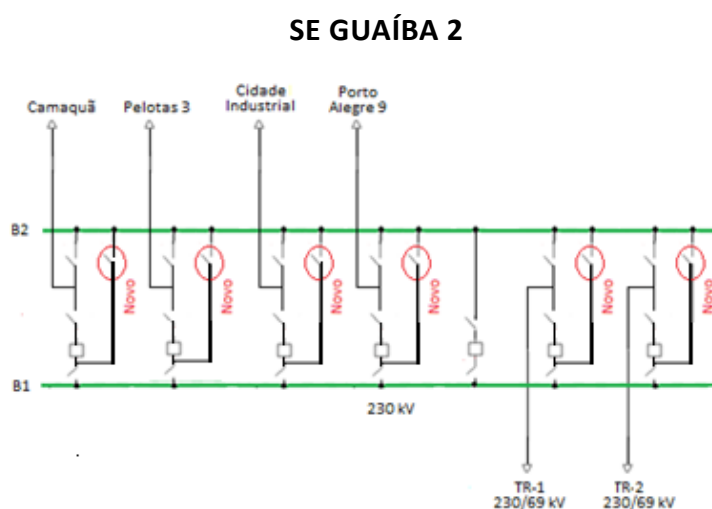 SE GUAÍBA 2
Camaquã
Pelotas 3
Cidade
Industrial
Porto
Alegre 9
B2
Novo
Novo
Novo
Novo
Novo
Novo
B1
230 kV
TR-1
230/69 kV
TR-2
230/69 kV